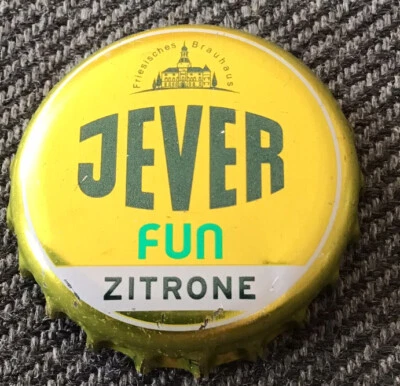 Friesisches Brauhaus
JEVER
FUN
ZITRONE